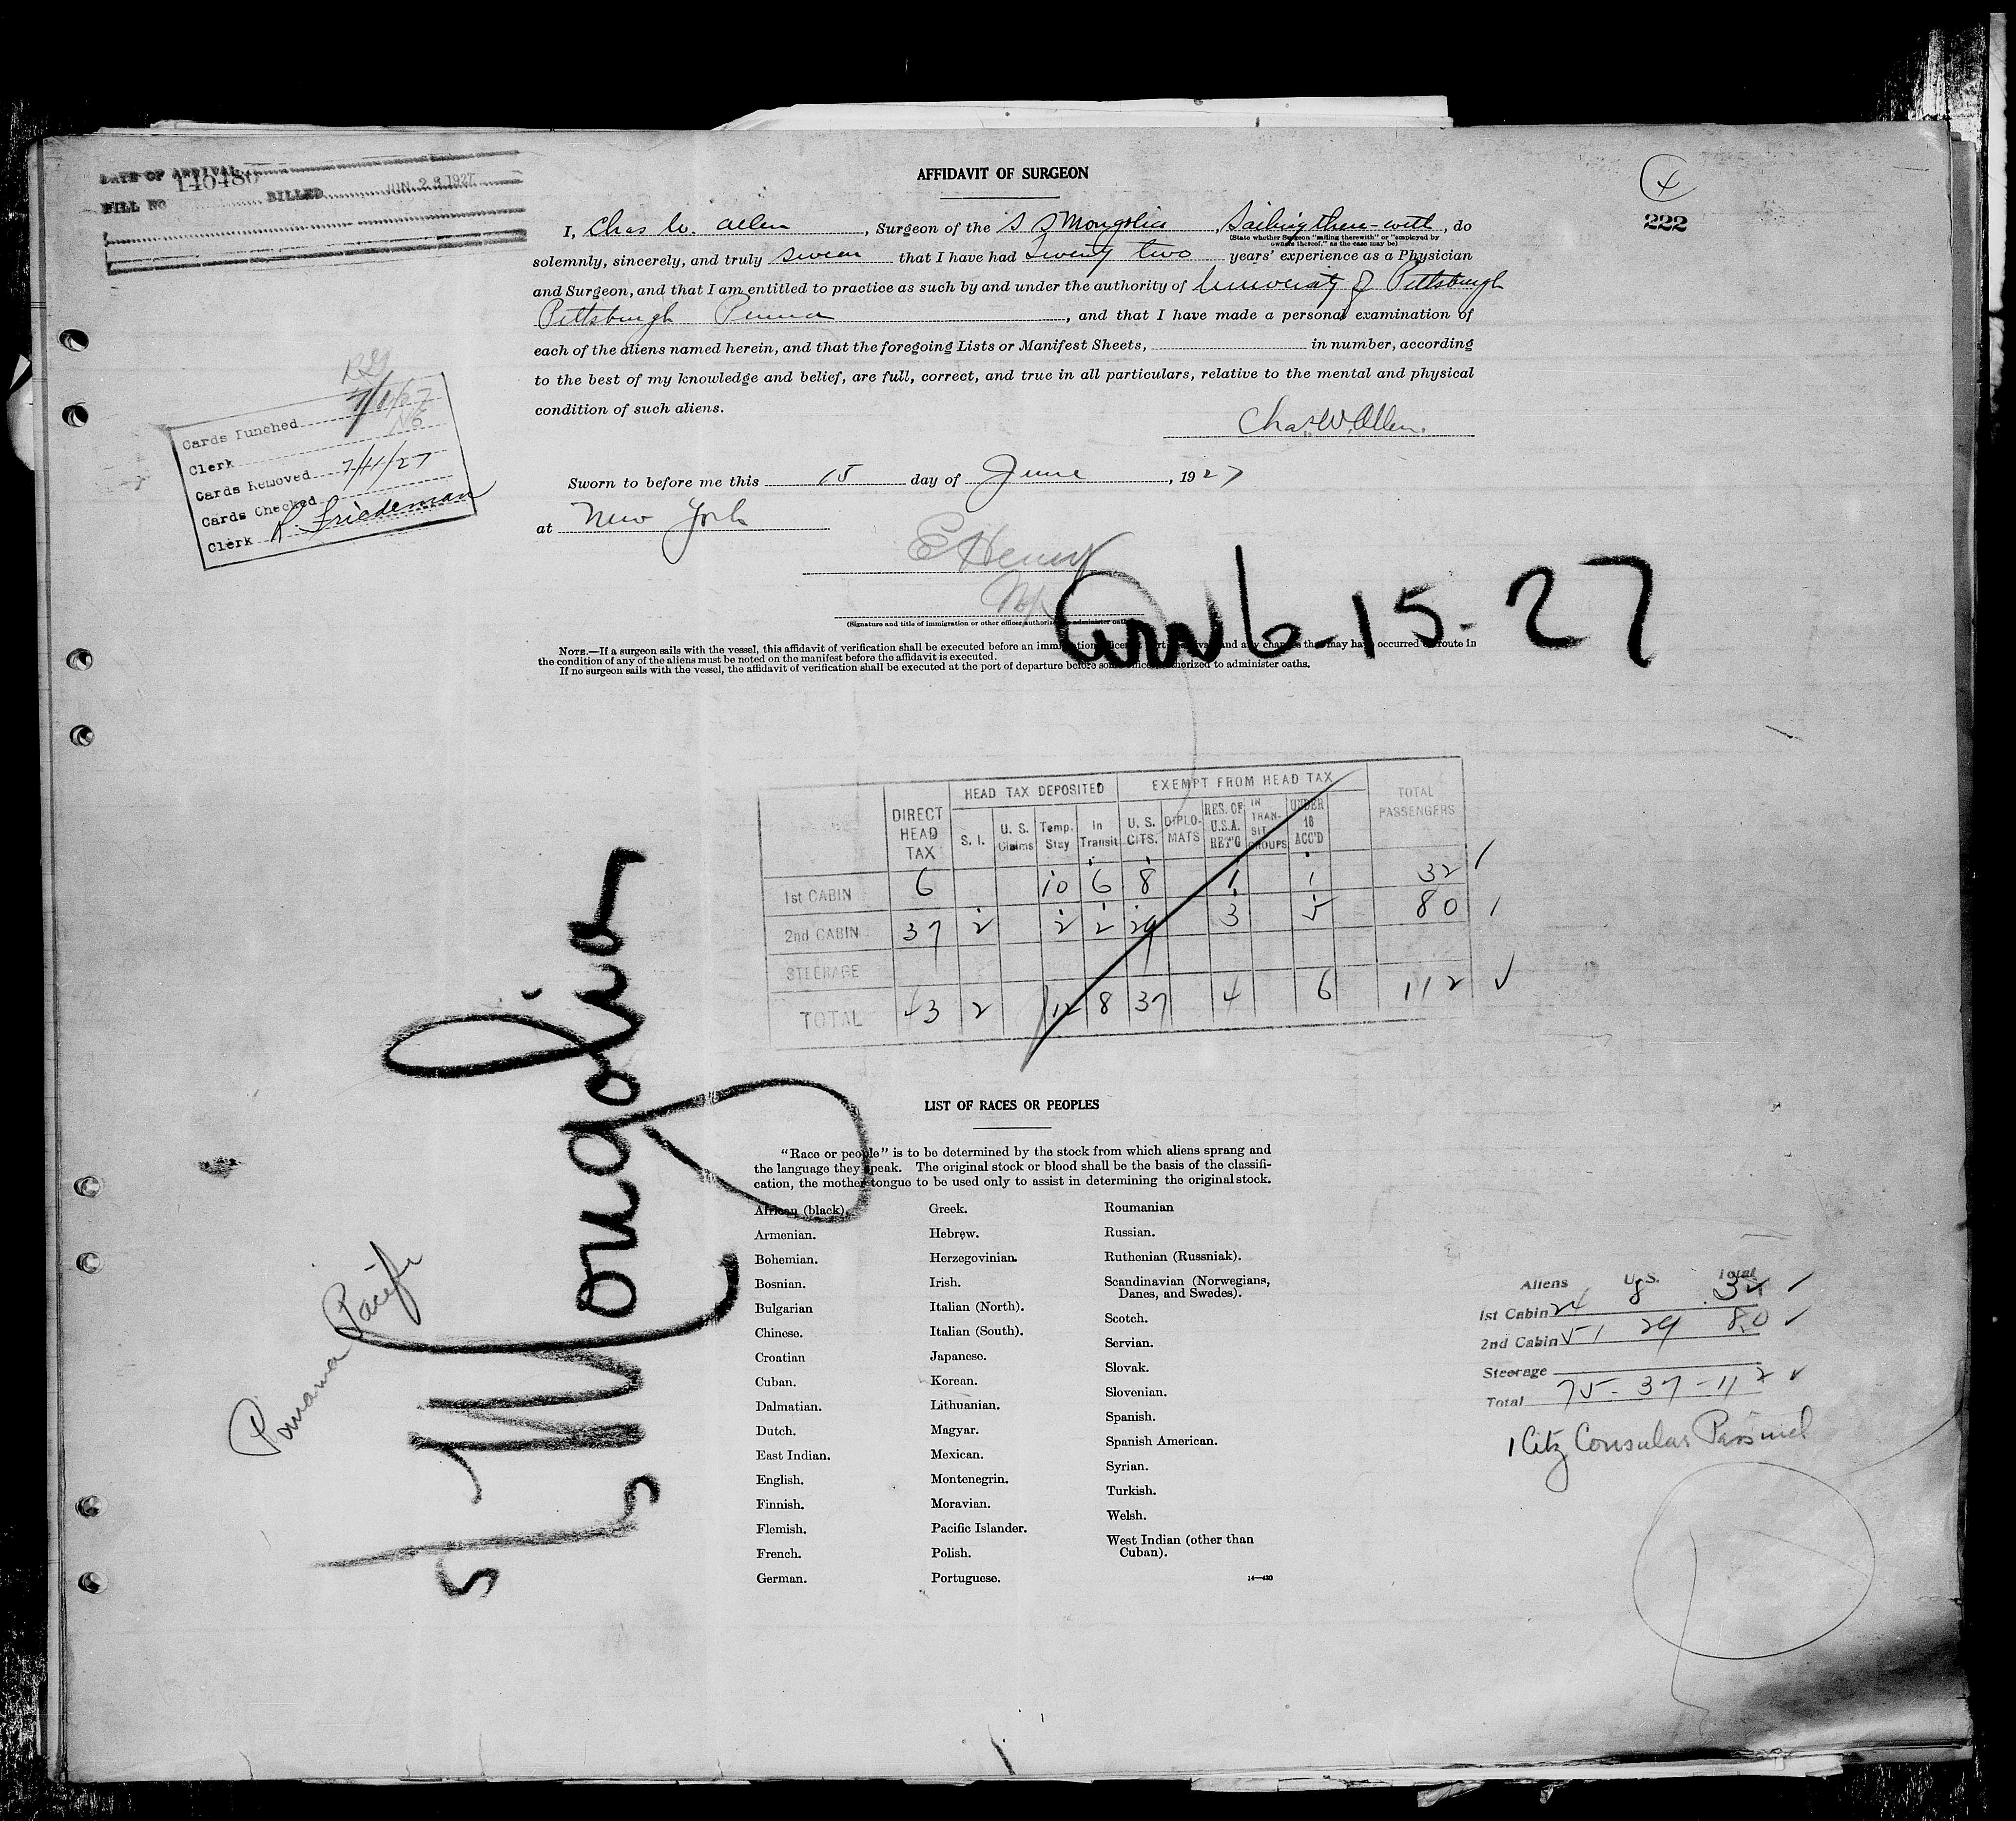 DATE OF ARRIVAL
BILL NO 140480 BILLED JUN 28 1927
AFFIDAVIT OF SURGEON
222
I, Chas W. Allen, Surgeon of the S S Mongolia, Sailing there-with, do
(State whether Surgeon "sailing therewith" or "employed by
owners thereof," as the case may be)
solemnly, sincerely, and truly swear that I have had Twenty two years' experience as a Physician
and Surgeon, and that I am entitled to practice as such by and under the authority of University of Pittsburgh
Pittsburgh Penna, and that I have made a personal examination of
each of the aliens named herein, and that the foregoing Lists or Manifest Sheets, in number, according
to the best of my knowledge and belief, are full, correct, and true in all particulars, relative to the mental and physical
condition of such aliens.
Chas. W. Allen.
Cards Punched
Clerk
Cards Removed 7/11/27
Cards Checked
Clerk R. Friedeman
Sworn to before me this 15 day of June, 1927
at New York
E Henry
Arr 6-15-27
(Signature and title of immigration or other officer authorized to administer oath)
NOTE.—If a surgeon sails with the vessel, this affidavit of verification shall be executed before an immigration officer at port of arrival and any change that may have occurred en route in
the condition of any of the aliens must be noted on the manifest before the affidavit is executed.
If no surgeon sails with the vessel, the affidavit of verification shall be executed at the port of departure before some officer authorized to administer oaths.
DIRECT HEAD TAX HEAD TAX DEPOSITED EXEMPT FROM HEAD TAX TOTAL PASSENGERS
S. I. U. S. Claims Temp. Stay In Transit U. S. CITS. DIPLO-MATS RES. OF U.S.A. RET'G IN TRAN-SIT GROUPS UNDER 16 ACC'D
1st CABIN 6 10 6 8 1 1 32
2nd CABIN 37 2 2 2 29 3 5 80
STEERAGE
TOTAL 43 2 12 8 37 4 6 112
SS Mongolia
Panama Pacific
LIST OF RACES OR PEOPLES
"Race or people" is to be determined by the stock from which aliens sprang and
the language they speak. The original stock or blood shall be the basis of the classifi-
cation, the mother tongue to be used only to assist in determining the original stock.
African (black).
Armenian.
Bohemian.
Bosnian.
Bulgarian
Chinese.
Croatian
Cuban.
Dalmatian.
Dutch.
East Indian.
English.
Finnish.
Flemish.
French.
German.
Greek.
Hebrew.
Herzegovinian.
Irish.
Italian (North).
Italian (South).
Japanese.
Korean.
Lithuanian.
Magyar.
Mexican.
Montenegrin.
Moravian.
Pacific Islander.
Polish.
Portuguese.
Roumanian
Russian.
Ruthenian (Russniak).
Scandinavian (Norwegians,
Danes, and Swedes).
Scotch.
Servian.
Slovak.
Slovenian.
Spanish.
Spanish American.
Syrian.
Turkish.
Welsh.
West Indian (other than
Cuban).
14—430
Aliens U. S. Total
1st Cabin 24 8 32
2nd Cabin 51 29 80
Steerage
Total 75 - 37 - 112
1 Citz Consular